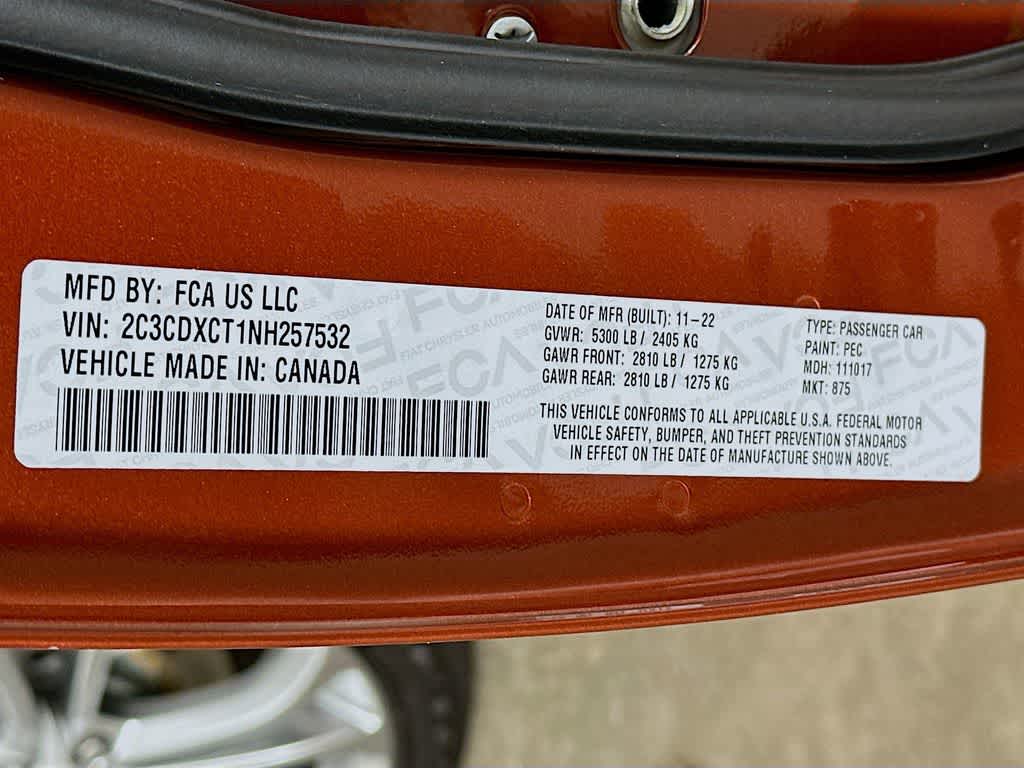 MFD BY: FCA US LLC
VIN: 2C3CDXCT1NH257532
VEHICLE MADE IN: CANADA
DATE OF MFR (BUILT): 11-22
GVWR: 5300 LB / 2405 KG
GAWR FRONT: 2810 LB / 1275 KG
GAWR REAR: 2810 LB / 1275 KG
TYPE: PASSENGER CAR
PAINT: PEC
MDH: 111017
MKT: 875
THIS VEHICLE CONFORMS TO ALL APPLICABLE U.S.A. FEDERAL MOTOR
VEHICLE SAFETY, BUMPER, AND THEFT PREVENTION STANDARDS
IN EFFECT ON THE DATE OF MANUFACTURE SHOWN ABOVE.